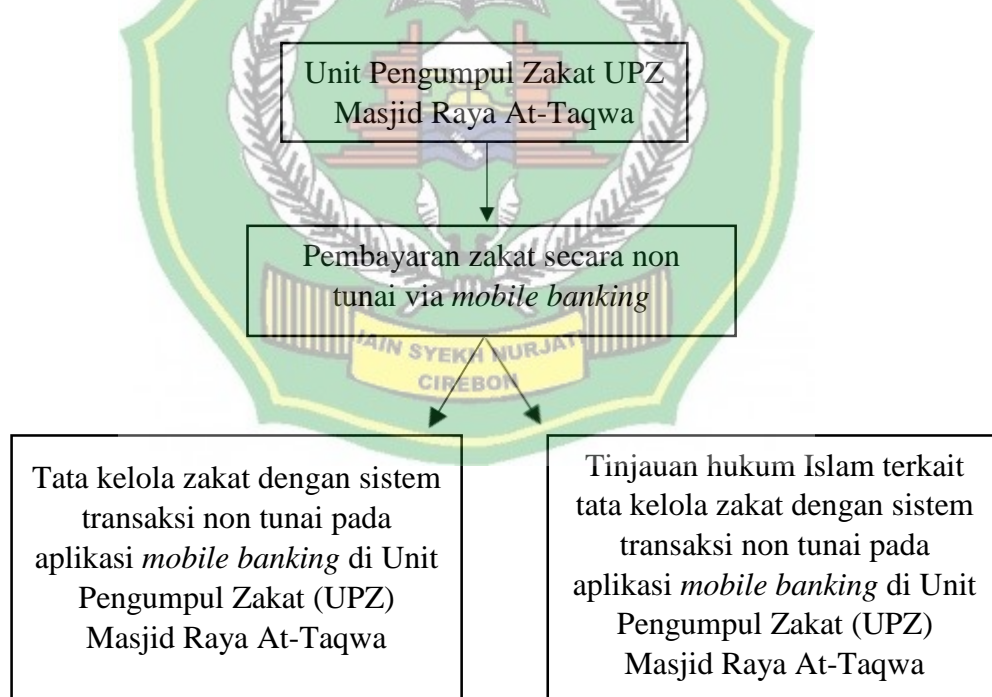 Unit Pengumpul Zakat UPZ
Masjid Raya At-Taqwa
Pembayaran zakat secara non
tunai via mobile banking
IAIN SYEKH NURJATI
CIREBON
Tata kelola zakat dengan sistem
transaksi non tunai pada
aplikasi mobile banking di Unit
Pengumpul Zakat (UPZ)
Masjid Raya At-Taqwa
Tinjauan hukum Islam terkait
tata kelola zakat dengan sistem
transaksi non tunai pada
aplikasi mobile banking di Unit
Pengumpul Zakat (UPZ)
Masjid Raya At-Taqwa